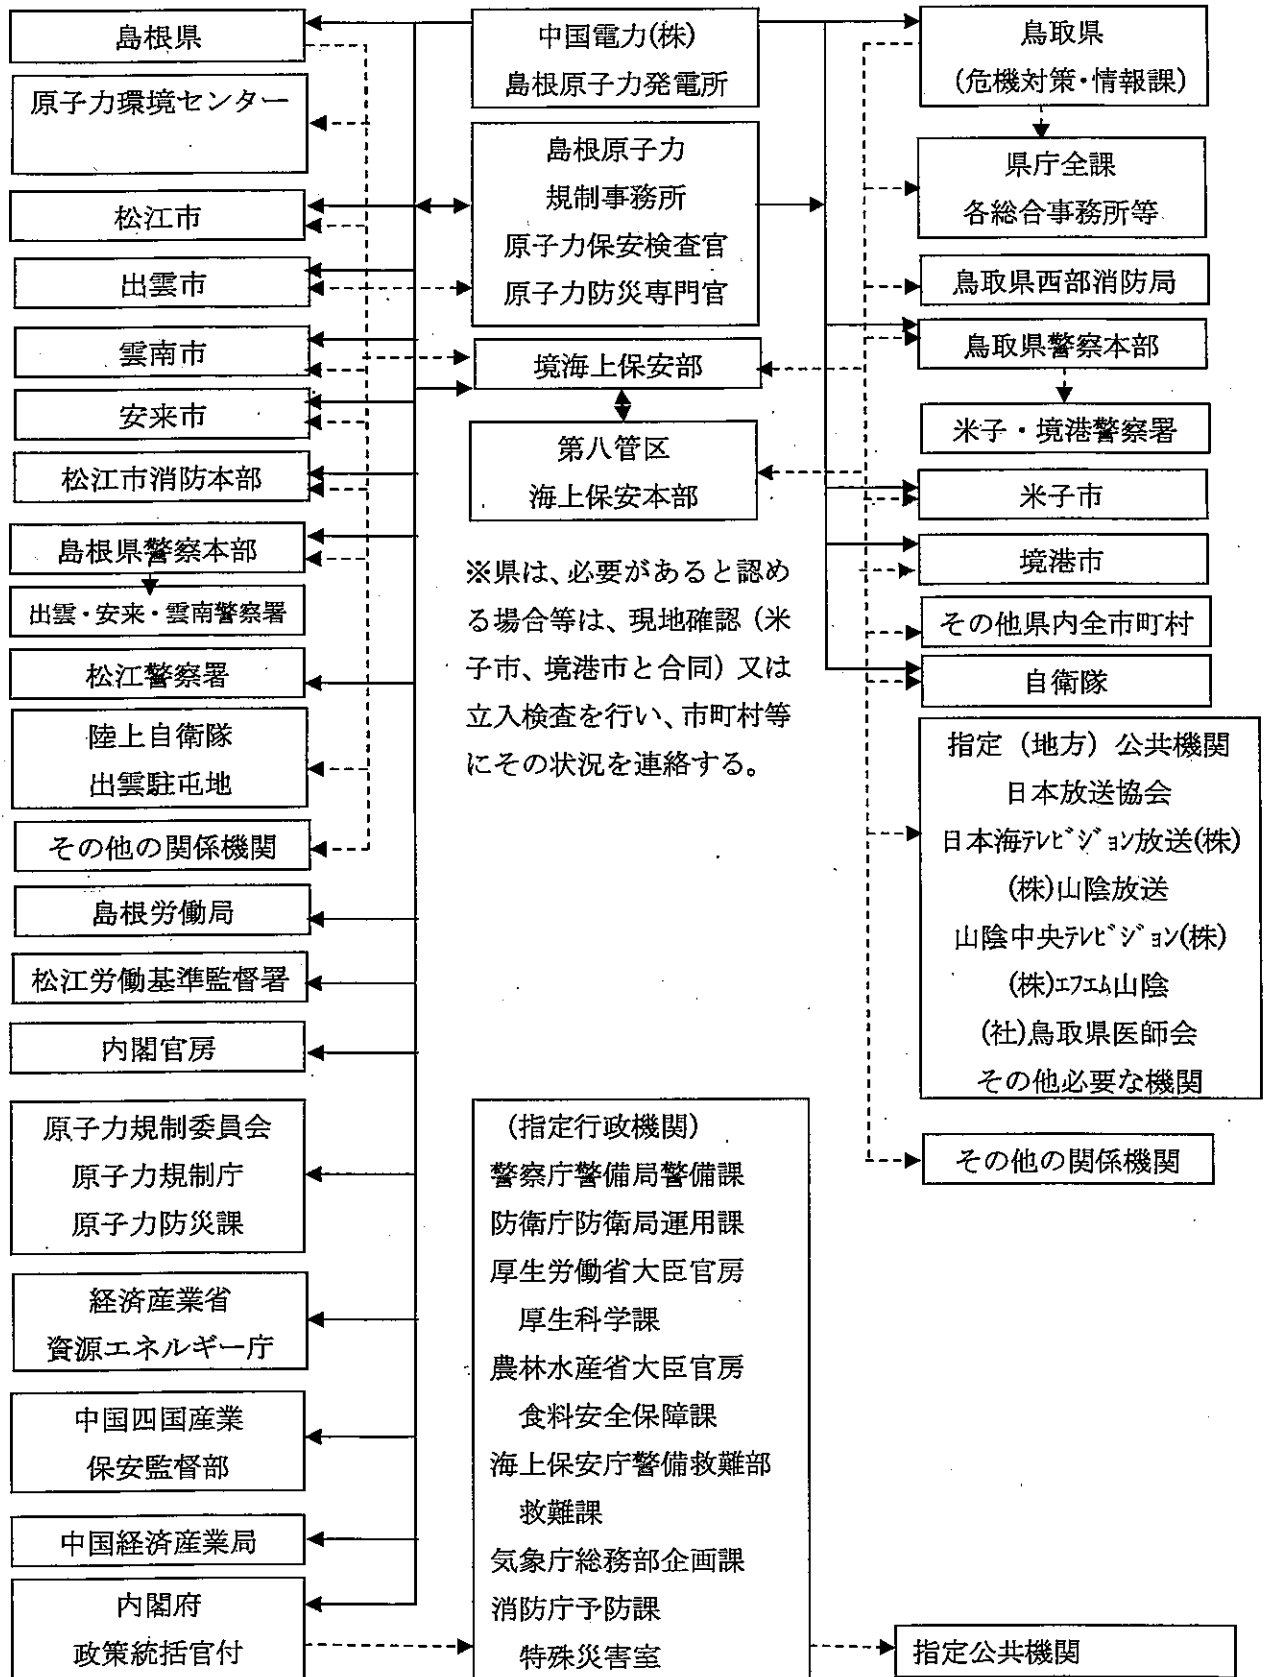 島根県
原子力環境センター
松江市
出雲市
雲南市
安来市
松江市消防本部
島根県警察本部
出雲・安来・雲南警察署
松江警察署
陸上自衛隊
出雲駐屯地
その他の関係機関
島根労働局
松江労働基準監督署
内閣官房
原子力規制委員会
原子力規制庁
原子力防災課
経済産業省
資源エネルギー庁
中国四国産業
保安監督部
中国経済産業局
内閣府
政策統括官付
中国電力(株)
島根原子力発電所
島根原子力
規制事務所
原子力保安検査官
原子力防災専門官
境海上保安部
第八管区
海上保安本部
※県は、必要があると認め
る場合等は、現地確認（米
子市、境港市と合同）又は
立入検査を行い、市町村等
にその状況を連絡する。
(指定行政機関)
警察庁警備局警備課
防衛庁防衛局運用課
厚生労働省大臣官房
厚生科学課
農林水産省大臣官房
食料安全保障課
海上保安庁警備救難部
救難課
気象庁総務部企画課
消防庁予防課
特殊災害室
鳥取県
(危機対策・情報課)
県庁全課
各総合事務所等
鳥取県西部消防局
鳥取県警察本部
米子・境港警察署
米子市
境港市
その他県内全市町村
自衛隊
指定（地方）公共機関
日本放送協会
日本海ﾃﾚﾋﾞｼﾞｮﾝ放送(株)
(株)山陰放送
山陰中央ﾃﾚﾋﾞｼﾞｮﾝ(株)
(株)ｴﾌｴﾑ山陰
(社)鳥取県医師会
その他必要な機関
その他の関係機関
指定公共機関